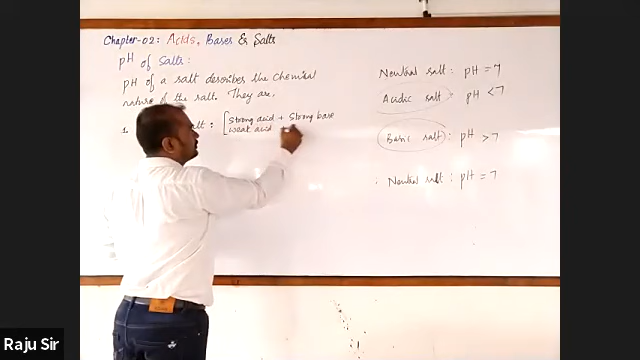 Chapter-02: Acids, Bases & Salts
pH of Salts:
pH of a salt describes the chemical
nature of the salt. They are,
1. lt : [ Strong acid + Strong base
weak acid
Neutral salt: pH = 7
Acidic salt: pH < 7
Basic salt: pH > 7
: Neutral salt: pH = 7
Raju Sir